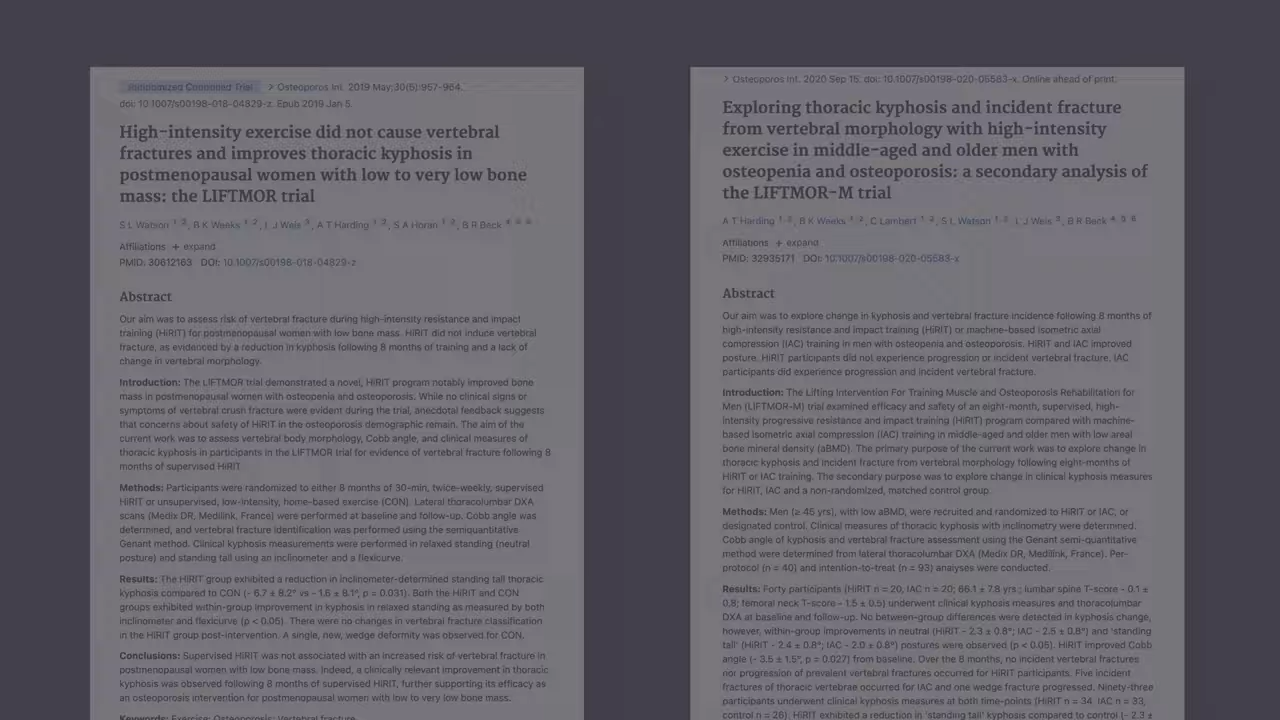 Randomized Controlled Trial > Osteoporos Int. 2019 May;30(5):957-964.
doi: 10.1007/s00198-018-04829-z. Epub 2019 Jan 5.
High-intensity exercise did not cause vertebral
fractures and improves thoracic kyphosis in
postmenopausal women with low to very low bone
mass: the LIFTMOR trial
S L Watson 1 2, B K Weeks 1 2, L J Weis 3, A T Harding 1 2, S A Horan 1 2, B R Beck
Affiliations + expand
PMID: 30612163 DOI: 10.1007/s00198-018-04829-z
Abstract
Our aim was to assess risk of vertebral fracture during high-intensity resistance and impact
training (HiRIT) for postmenopausal women with low bone mass. HiRIT did not induce vertebral
fracture, as evidenced by a reduction in kyphosis following 8 months of training and a lack of
change in vertebral morphology.
Introduction: The LIFTMOR trial demonstrated a novel, HiRIT program notably improved bone
mass in postmenopausal women with osteopenia and osteoporosis. While no clinical signs or
symptoms of vertebral crush fracture were evident during the trial, anecdotal feedback suggests
that concerns about safety of HiRIT in the osteoporosis demographic remain. The aim of the
current work was to assess vertebral body morphology, Cobb angle, and clinical measures of
thoracic kyphosis in participants in the LIFTMOR trial for evidence of vertebral fracture following 8
months of supervised HiRIT.
Methods: Participants were randomized to either 8 months of 30-min, twice-weekly, supervised
HiRIT or unsupervised, low-intensity, home-based exercise (CON). Lateral thoracolumbar DXA
scans (Medix DR, Medilink, France) were performed at baseline and follow-up. Cobb angle was
determined, and vertebral fracture identification was performed using the semiquantitative
Genant method. Clinical kyphosis measurements were performed in relaxed standing (neutral
posture) and standing tall using an inclinometer and a flexicurve.
Results: The HiRIT group exhibited a reduction in inclinometer-determined standing tall thoracic
kyphosis compared to CON (- 6.7 ± 8.2° vs - 1.6 ± 8.1°, p = 0.031). Both the HiRIT and CON
groups exhibited within-group improvement in kyphosis in relaxed standing as measured by both
inclinometer and flexicurve (p < 0.05). There were no changes in vertebral fracture classification
in the HiRIT group post-intervention. A single, new, wedge deformity was observed for CON.
Conclusions: Supervised HiRIT was not associated with an increased risk of vertebral fracture in
postmenopausal women with low bone mass. Indeed, a clinically relevant improvement in thoracic
kyphosis was observed following 8 months of supervised HiRIT, further supporting its efficacy as
an osteoporosis intervention for postmenopausal women with low to very low bone mass.
Keywords: Exercise; Osteoporosis; Vertebral fracture.
> Osteoporos Int. 2020 Sep 15. doi: 10.1007/s00198-020-05583-x. Online ahead of print.
Exploring thoracic kyphosis and incident fracture
from vertebral morphology with high-intensity
exercise in middle-aged and older men with
osteopenia and osteoporosis: a secondary analysis of
the LIFTMOR-M trial
A T Harding 1 2, B K Weeks 1 2, C Lambert 1 2, S L Watson 1 2, L J Weis 3, B R Beck 4 5 6
Affiliations + expand
PMID: 32935171 DOI: 10.1007/s00198-020-05583-x
Abstract
Our aim was to explore change in kyphosis and vertebral fracture incidence following 8 months of
high-intensity resistance and impact training (HiRIT) or machine-based isometric axial
compression (IAC) training in men with osteopenia and osteoporosis. HiRIT and IAC improved
posture. HiRIT participants did not experience progression or incident vertebral fracture. IAC
participants did experience progression and incident vertebral fracture.
Introduction: The Lifting Intervention For Training Muscle and Osteoporosis Rehabilitation for
Men (LIFTMOR-M) trial examined efficacy and safety of an eight-month, supervised, high-
intensity progressive resistance and impact training (HiRIT) program compared with machine-
based isometric axial compression (IAC) training in middle-aged and older men with low areal
bone mineral density (aBMD). The primary purpose of the current work was to explore change in
thoracic kyphosis and incident fracture from vertebral morphology following eight-months of
HiRIT or IAC training. The secondary purpose was to explore change in clinical kyphosis measures
for HiRIT, IAC and a non-randomized, matched control group.
Methods: Men (≥ 45 yrs), with low aBMD, were recruited and randomized to HiRIT or IAC, or
designated control. Clinical measures of thoracic kyphosis with inclinometry were determined.
Cobb angle of kyphosis and vertebral fracture assessment using the Genant semi-quantitative
method were determined from lateral thoracolumbar DXA (Medix DR, Medilink, France). Per-
protocol (n = 40) and intention-to-treat (n = 93) analyses were conducted.
Results: Forty participants (HiRIT n = 20, IAC n = 20; 66.1 ± 7.8 yrs; lumbar spine T-score - 0.1 ±
0.8; femoral neck T-score - 1.5 ± 0.5) underwent clinical kyphosis measures and thoracolumbar
DXA at baseline and follow-up. No between-group differences were detected in kyphosis change,
however, within-group improvements in neutral (HiRIT - 2.3 ± 0.8°; IAC - 2.5 ± 0.8°) and 'standing
tall' (HiRIT - 2.4 ± 0.8°; IAC - 2.0 ± 0.8°) postures were observed (p < 0.05). HiRIT improved Cobb
angle (- 3.5 ± 1.5°, p = 0.027) from baseline. Over the 8 months, no incident vertebral fractures
nor progression of prevalent vertebral fractures occurred for HiRIT participants. Five incident
fractures of thoracic vertebrae occurred for IAC and one wedge fracture progressed. Ninety-three
participants underwent clinical kyphosis measures at both time-points (HiRIT n = 34, IAC n = 33,
control n = 26). HiRIT exhibited a reduction in 'standing tall' kyphosis compared to control (- 2.3 ±